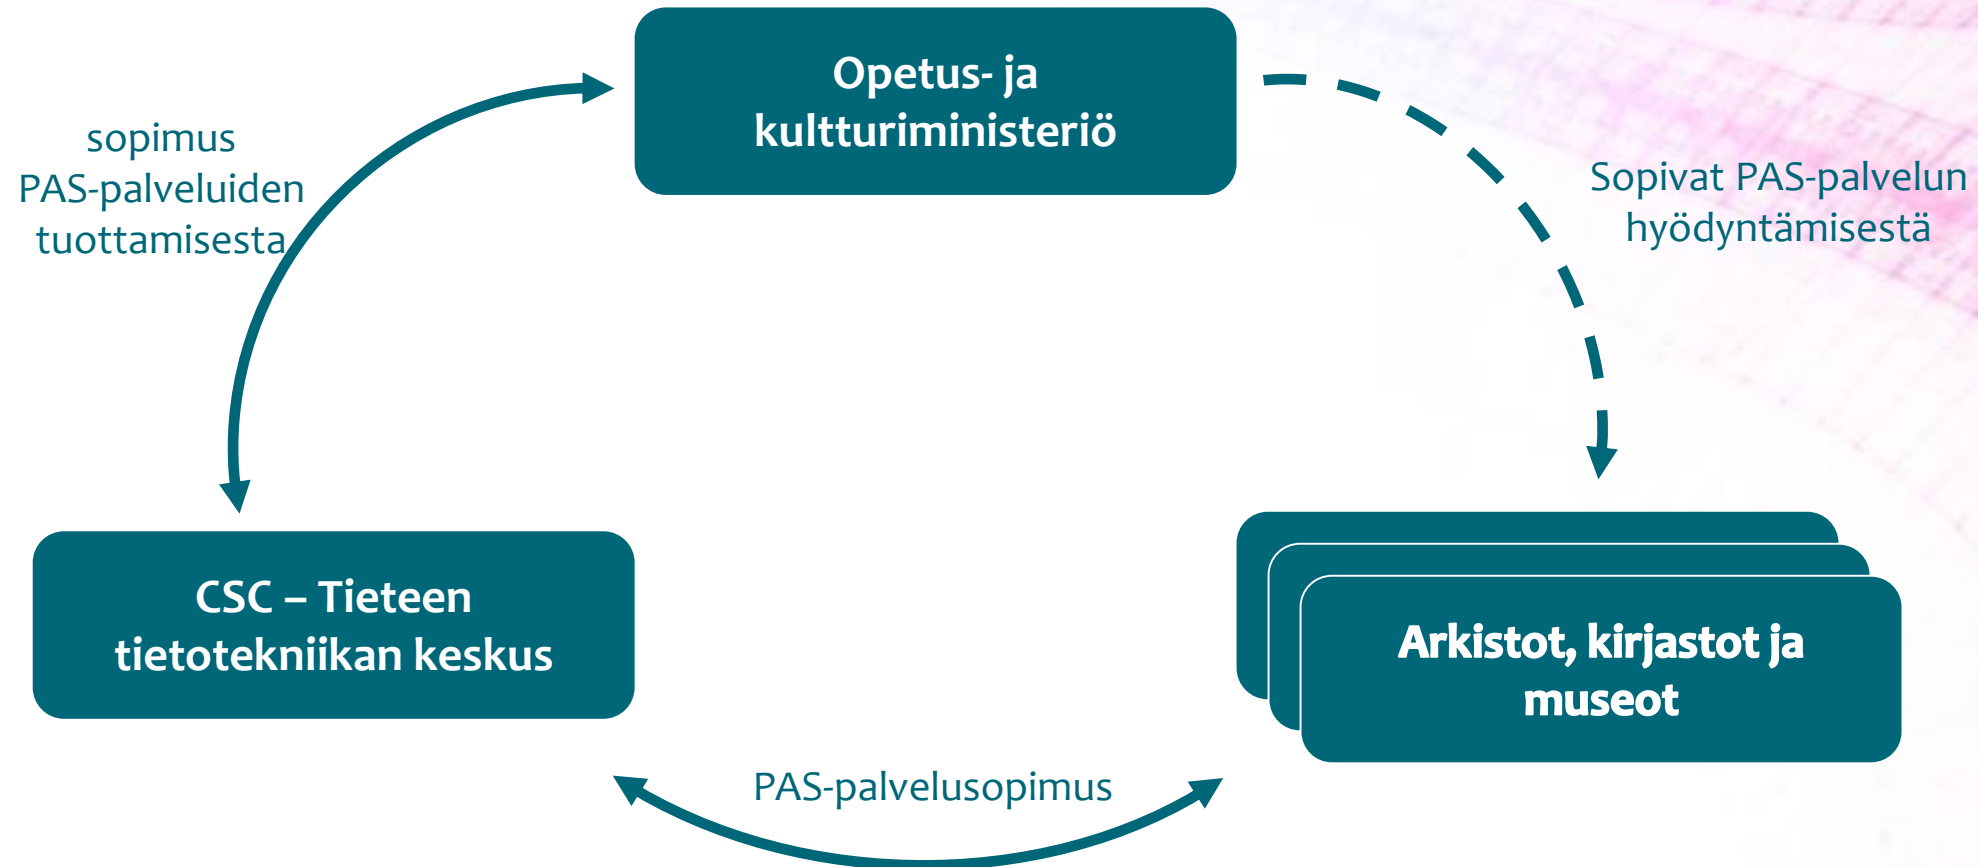 Opetus- ja
kulttuuriministeriö
sopimus
PAS-palveluiden
tuottamisesta
Sopivat PAS-palvelun
hyödyntämisestä
CSC – Tieteen
tietotekniikan keskus
Arkistot, kirjastot ja
museot
PAS-palvelusopimus